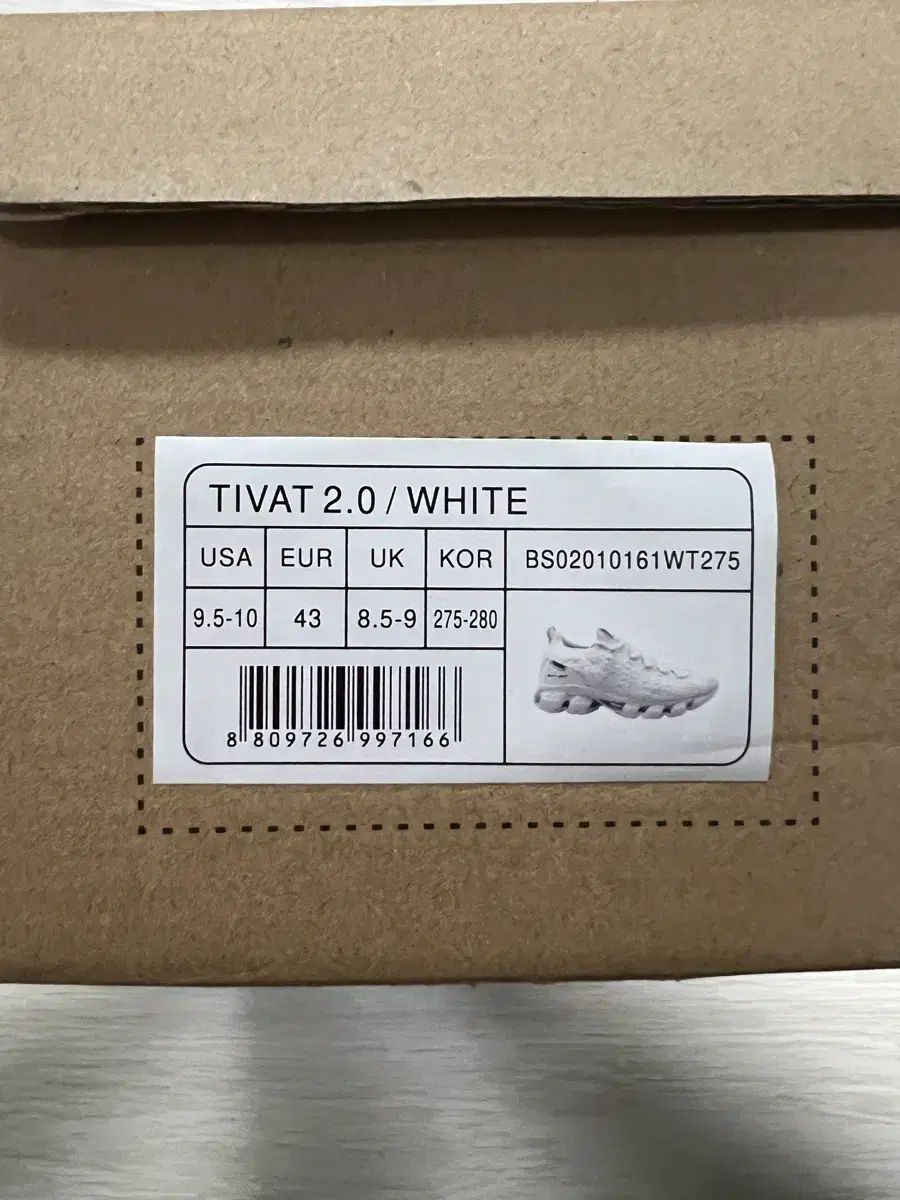 TIVAT 2.0 / WHITE
USA EUR UK KOR BS02010161WT275
9.5-10 43 8.5-9 275-280
8 809726 997166